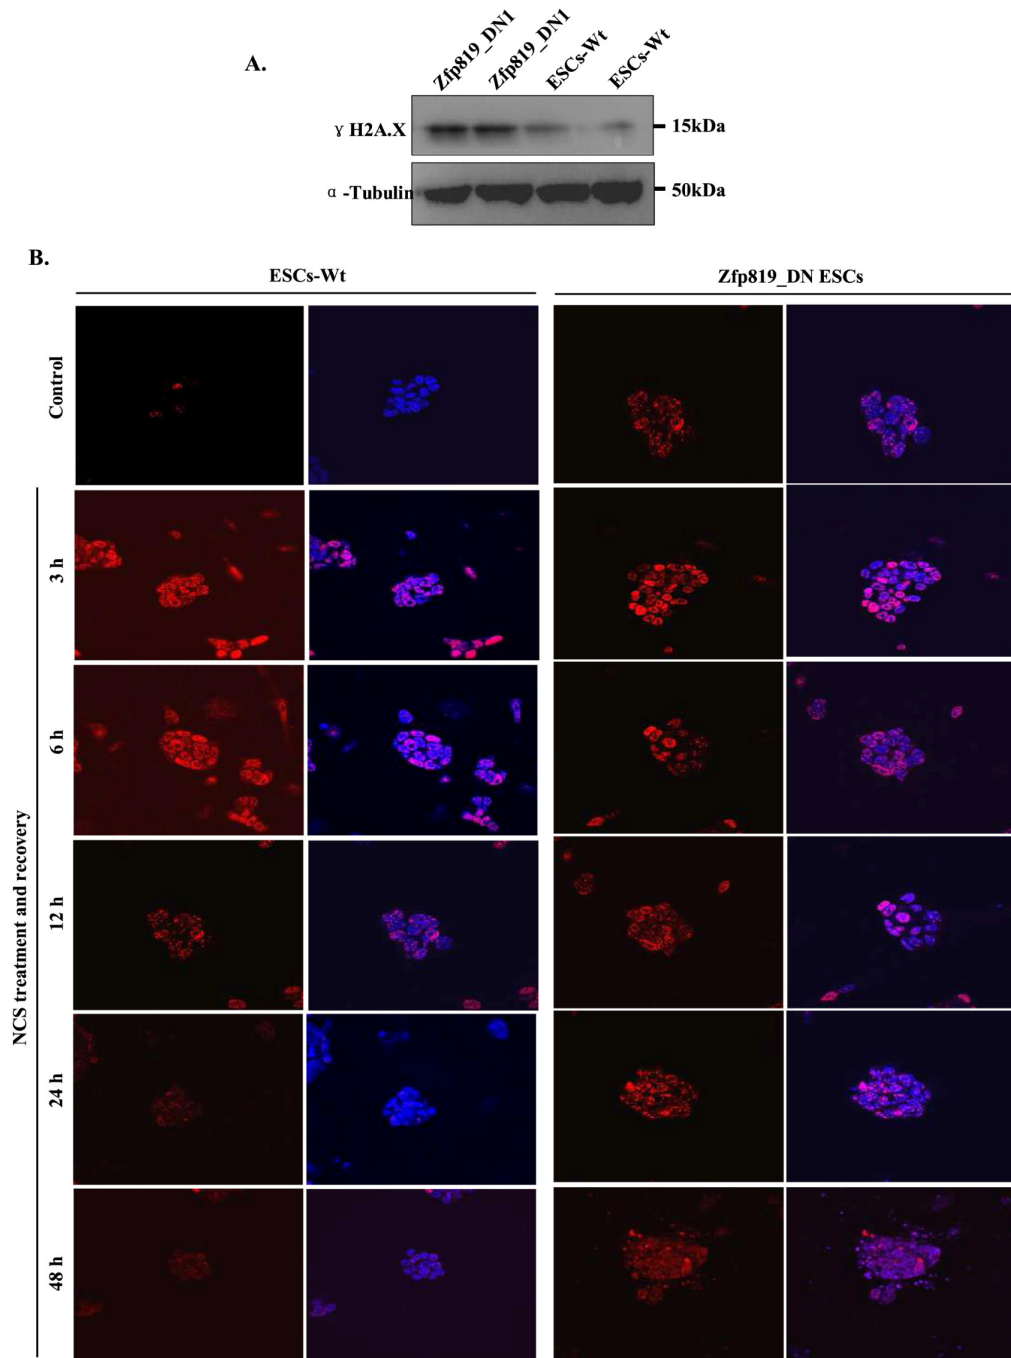 A.
Zfp819_DN1
Zfp819_DN1
ESCs-Wt
ESCs-Wt
γ H2A.X
15kDa
α -Tubulin
50kDa
B.
ESCs-Wt
Zfp819_DN ESCs
Control
NCS treatment and recovery
3 h
6 h
12 h
24 h
48 h